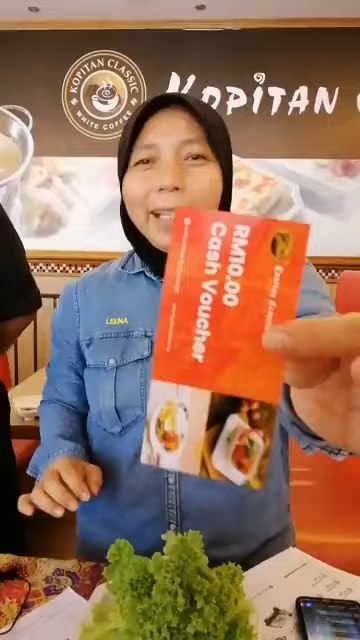 KOPITAN CLASSIC
WHITE COFFEE
KOPITAN
LEENA
RM10.00
Cash Voucher